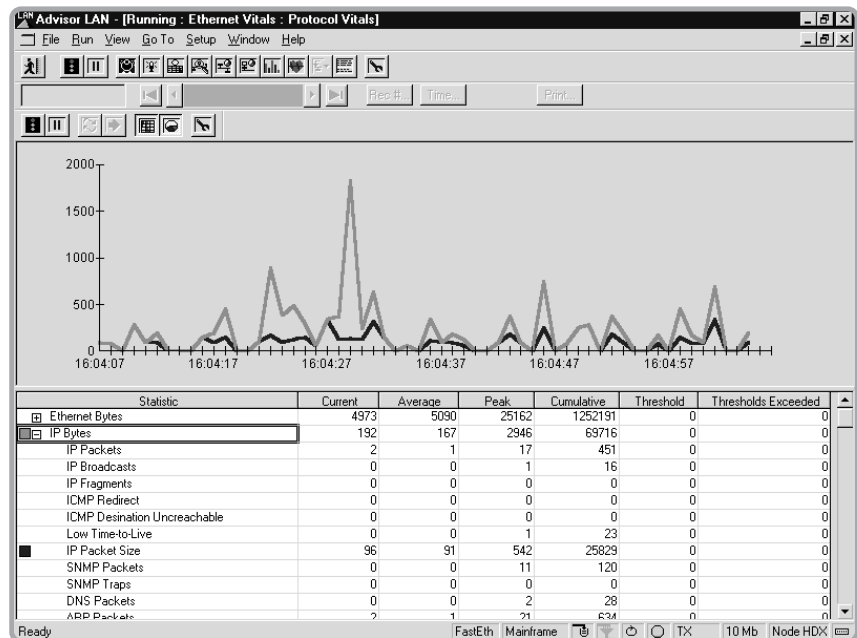 LAN Advisor LAN - [Running : Ethernet Vitals : Protocol Vitals]
File Run View Go To Setup Window Help
Rec #... Time... Print...
2000
1500
1000
500
0
16:04:07 16:04:17 16:04:27 16:04:37 16:04:47 16:04:57
Statistic Current Average Peak Cumulative Threshold Thresholds Exceeded
Ethernet Bytes 4973 5090 25162 1252191 0 0
IP Bytes 192 167 2946 69716 0 0
IP Packets 2 1 17 451 0 0
IP Broadcasts 0 0 1 16 0 0
IP Fragments 0 0 0 0 0 0
ICMP Redirect 0 0 0 0 0 0
ICMP Desination Uncreachable 0 0 0 0 0 0
Low Time-to-Live 0 0 1 23 0 0
IP Packet Size 96 91 542 25829 0 0
SNMP Packets 0 0 11 120 0 0
SNMP Traps 0 0 0 0 0 0
DNS Packets 0 0 2 28 0 0
ARP Packets 2 1 21 634 0 0
Ready FastEth Mainframe TX 10 Mb Node HDX